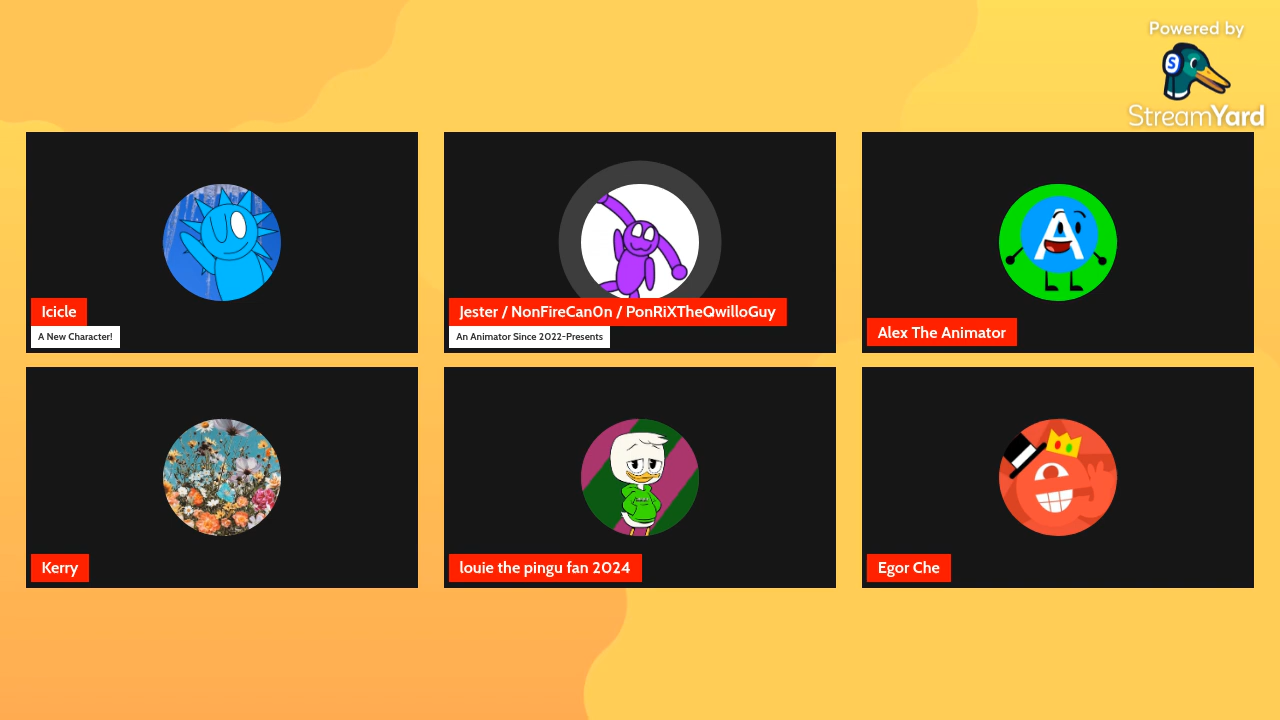 Powered by
S
StreamYard
Icicle
A New Character!
Jester / NonFireCan0n / PonRiXTheQwilloGuy
An Animator Since 2022-Presents
A
Alex The Animator
Kerry
louie the pingu fan 2024
Egor Che